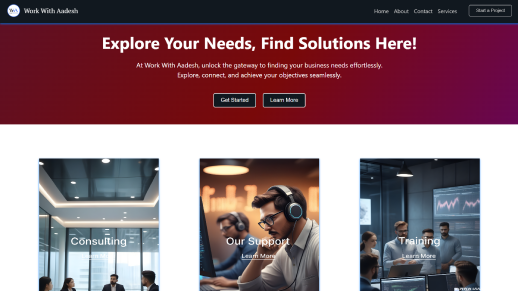 Work With Aadesh
Home About Contact Services
Start a Project
Explore Your Needs, Find Solutions Here!
At Work With Aadesh, unlock the gateway to finding your business needs effortlessly.
Explore, connect, and achieve your objectives seamlessly.
Get Started Learn More
Consulting Our Support Training
Learn More Learn More